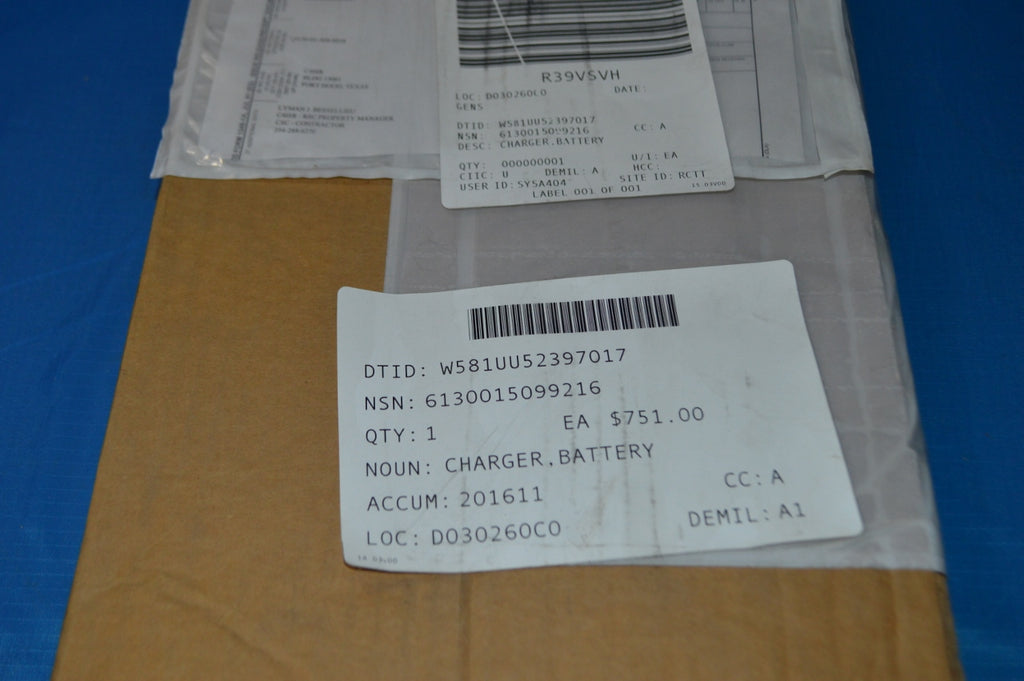 R39VSVH
LOC: D030260C0 DATE:
GENS
DTID: W581UU52397017
NSN: 6130015099216 CC: A
DESC: CHARGER.BATTERY
QTY: 000000001 U/I: EA
CIIC: U DEMIL: A HCC:
USER ID: SYSA404 SITE ID: RCTT
LABEL 001 OF 001
DTID: W581UU52397017
NSN: 6130015099216
QTY: 1 EA $751.00
NOUN: CHARGER.BATTERY
ACCUM: 201611 CC: A
LOC: D030260C0 DEMIL: A1